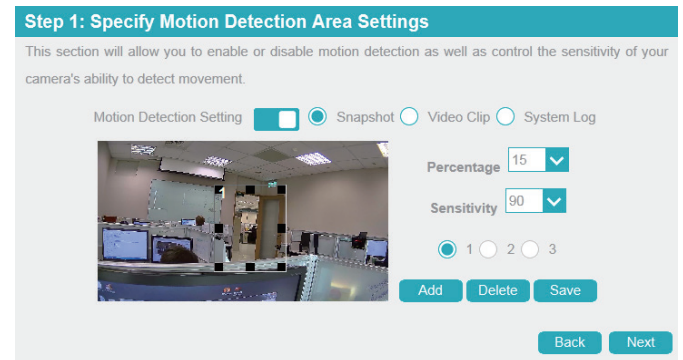 Step 1: Specify Motion Detection Area Settings
This section will allow you to enable or disable motion detection as well as control the sensitivity of your
camera's ability to detect movement.
Motion Detection Setting Snapshot Video Clip System Log
Percentage 15
Sensitivity 90
1 2 3
Add Delete Save
Back Next